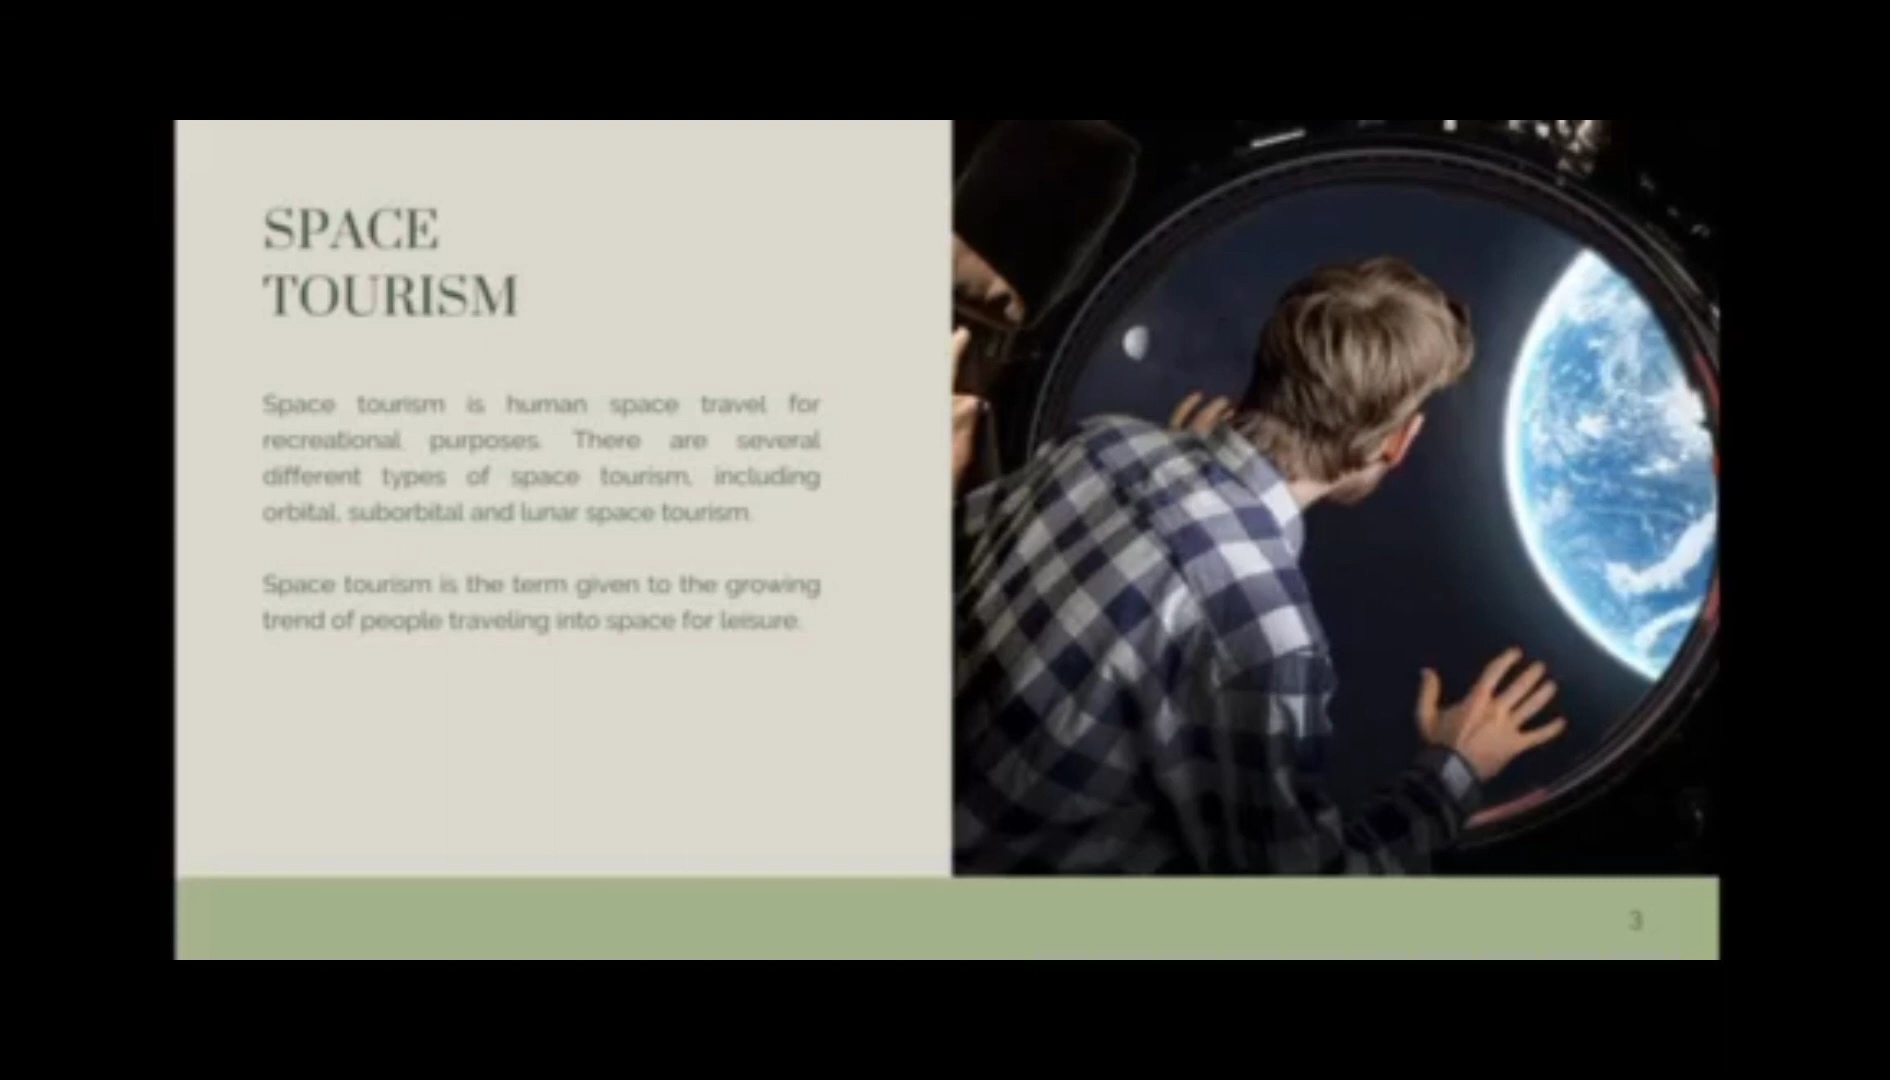 SPACE
TOURISM
Space tourism is human space travel for
recreational purposes. There are several
different types of space tourism, including
orbital, suborbital and lunar space tourism.
Space tourism is the term given to the growing
trend of people traveling into space for leisure.
3